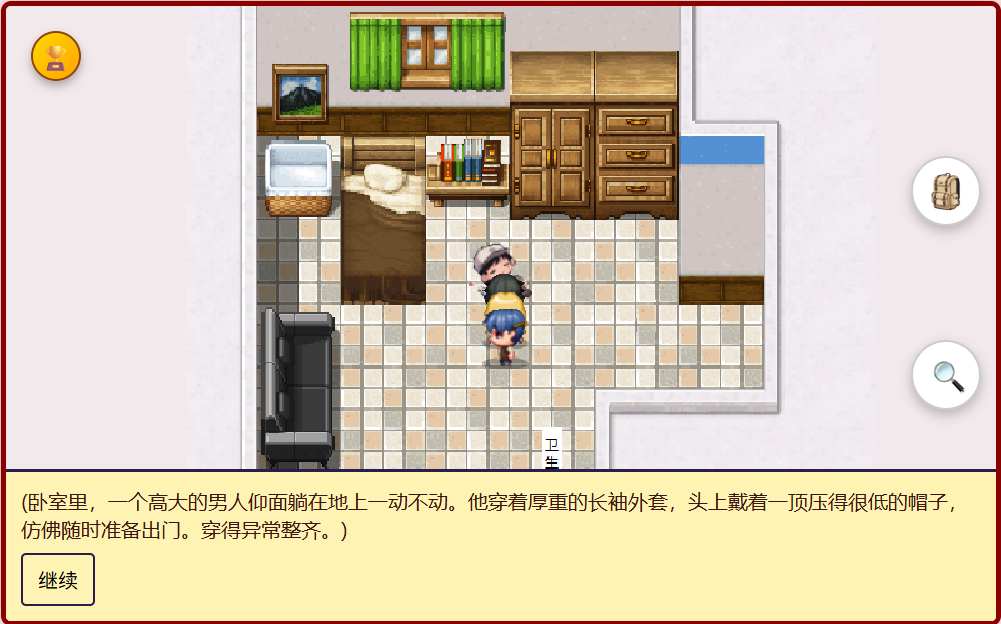 卫
生
(卧室里，一个高大的男人仰面躺在地上一动不动。他穿着厚重的长袖外套，头上戴着一顶压得很低的帽子，
仿佛随时准备出门。穿得异常整齐。)
继续